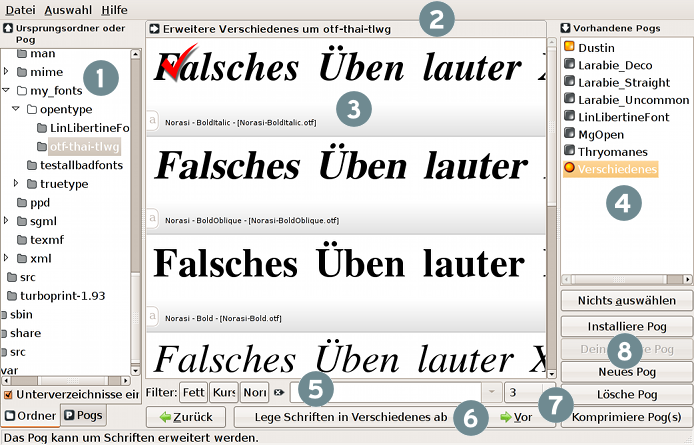 Datei Auswahl Hilfe
Ursprungsordner oder
Pog
man
mime
my_fonts
opentype
LinLibertineFo
otf-thai-tlwg
testallbadfonts
truetype
ppd
sgml
texmf
xml
src
turboprint-1.93
sbin
share
src
var
Unterverzeichnisse ein
Ordner Pogs
1
Erweitere Verschiedenes um otf-thai-tlwg
2
Falsches Üben lauter X
3
a Norasi - BoldItalic - [Norasi-BoldItalic.otf]
Falsches Üben lauter
a Norasi - BoldOblique - [Norasi-BoldOblique.otf]
Falsches Üben lauter
a Norasi - Bold - [Norasi-Bold.otf]
Falsches Üben lauter X
Filter: Fett Kurs Nori 5 3
Zurück Lege Schriften in Verschiedenes ab 6 Vor 7
Vorhandene Pogs
Dustin
Larabie_Deco
Larabie_Straight
Larabie_Uncommon
LinLibertineFont
MgOpen
Thryomanes
Verschiedenes
4
Nichts auswählen
Installiere Pog
Pog
8
Neues Pog
Lösche Pog
Komprimiere Pog(s)
Das Pog kann um Schriften erweitert werden.